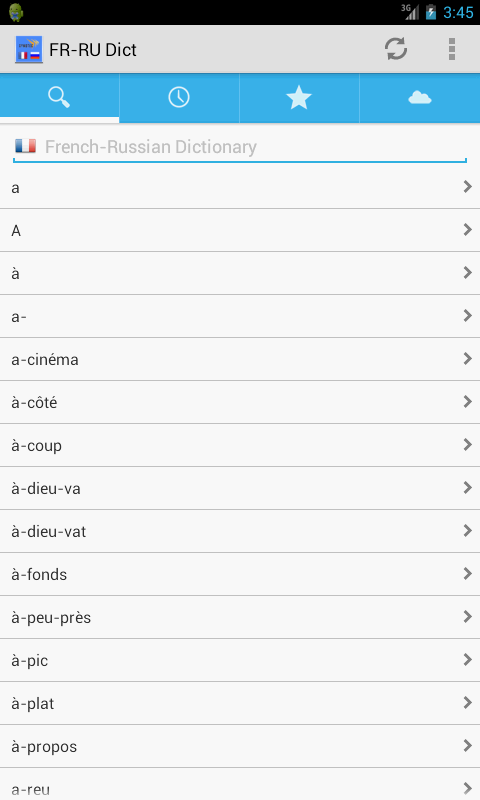 3G
3:45
FR-RU Dict
French-Russian Dictionary
a
A
à
a-
a-cinéma
à-côté
à-coup
à-dieu-va
à-dieu-vat
à-fonds
à-peu-près
à-pic
à-plat
à-propos
a-reu